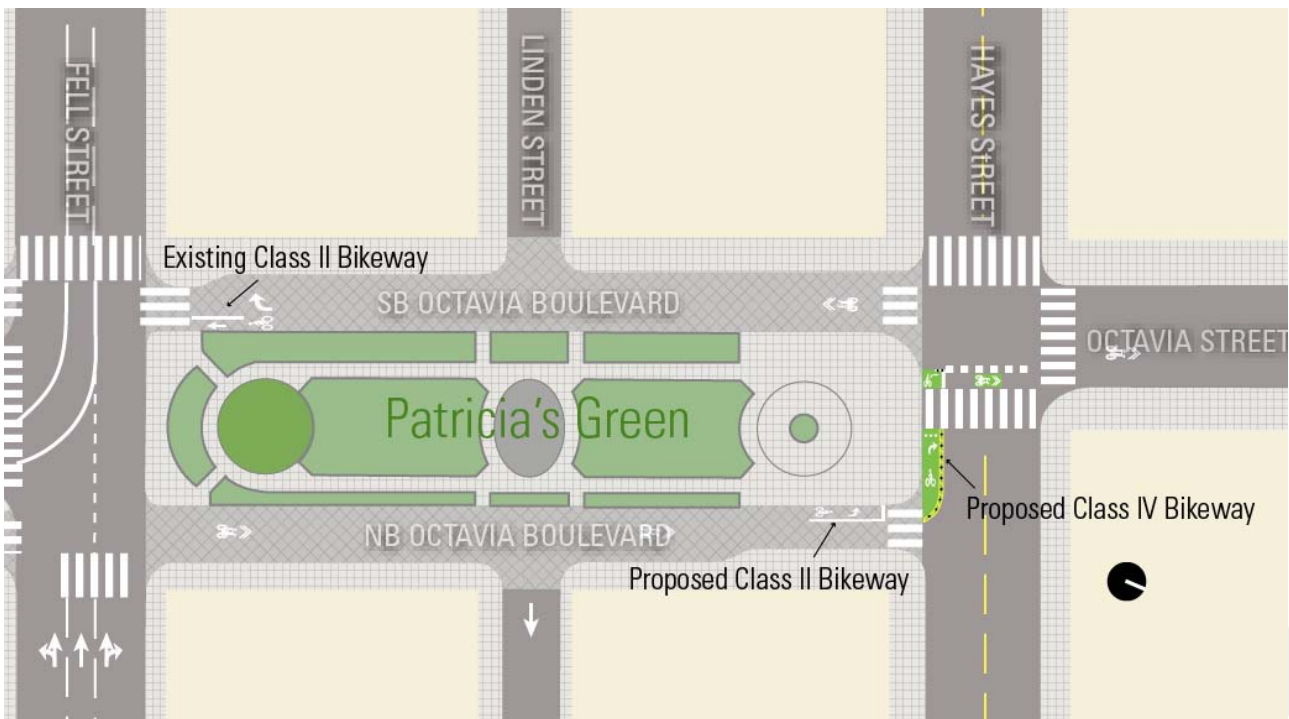 FELL STREET
LINDEN STREET
HAYES StREET
Existing Class II Bikeway
SB OCTAVIA BOULEVARD
OCTAVIA STREET
Patricia's Green
Proposed Class IV Bikeway
NB OCTAVIA BOULEVARD
Proposed Class II Bikeway